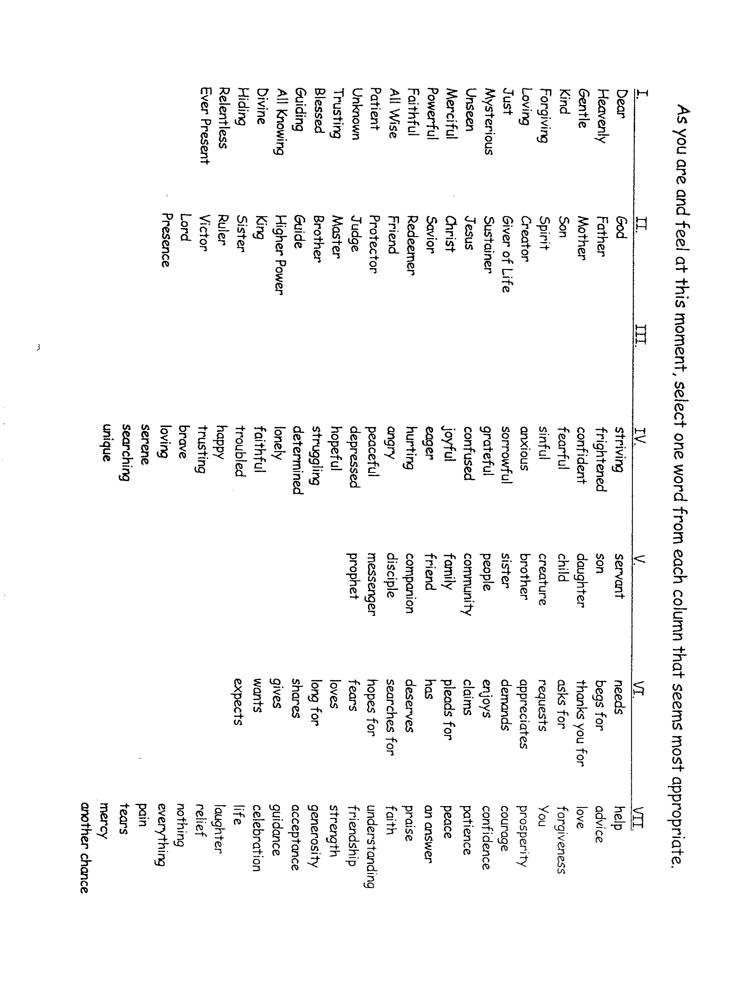 As you are and feel at this moment, select one word from each column that seems most appropriate.
I. II. III. IV. V. VI. VII
Dear God striving servant needs help
Heavenly Father frightened son begs for advice
Gentle Mother confident daughter thanks you for love
Kind Son fearful child asks for forgiveness
Forgiving Spirit sinful creature requests You
Loving Creator anxious brother appreciates prosperity
Just Giver of Life sorrowful sister demands courage
Mysterious Sustainer grateful people enjoys confidence
Unseen Jesus confused community claims patience
Merciful Christ joyful family pleads for peace
Powerful Savior eager friend has an answer
Faithful Redeemer hurting companion deserves praise
All Wise Friend angry disciple searches for faith
Patient Protector peaceful messenger hopes for understanding
Unknown Judge depressed prophet fears friendship
Trusting Master hopeful loves strength
Blessed Brother struggling long for generosity
Guiding Guide determined shares acceptance
All Knowing Higher Power lonely gives guidance
Divine King faithful wants celebration
Hiding Sister troubled expects life
Relentless Ruler happy laughter
Ever Present Victor trusting relief
Lord brave nothing
Presence loving everything
serene pain
searching tears
unique mercy
another chance